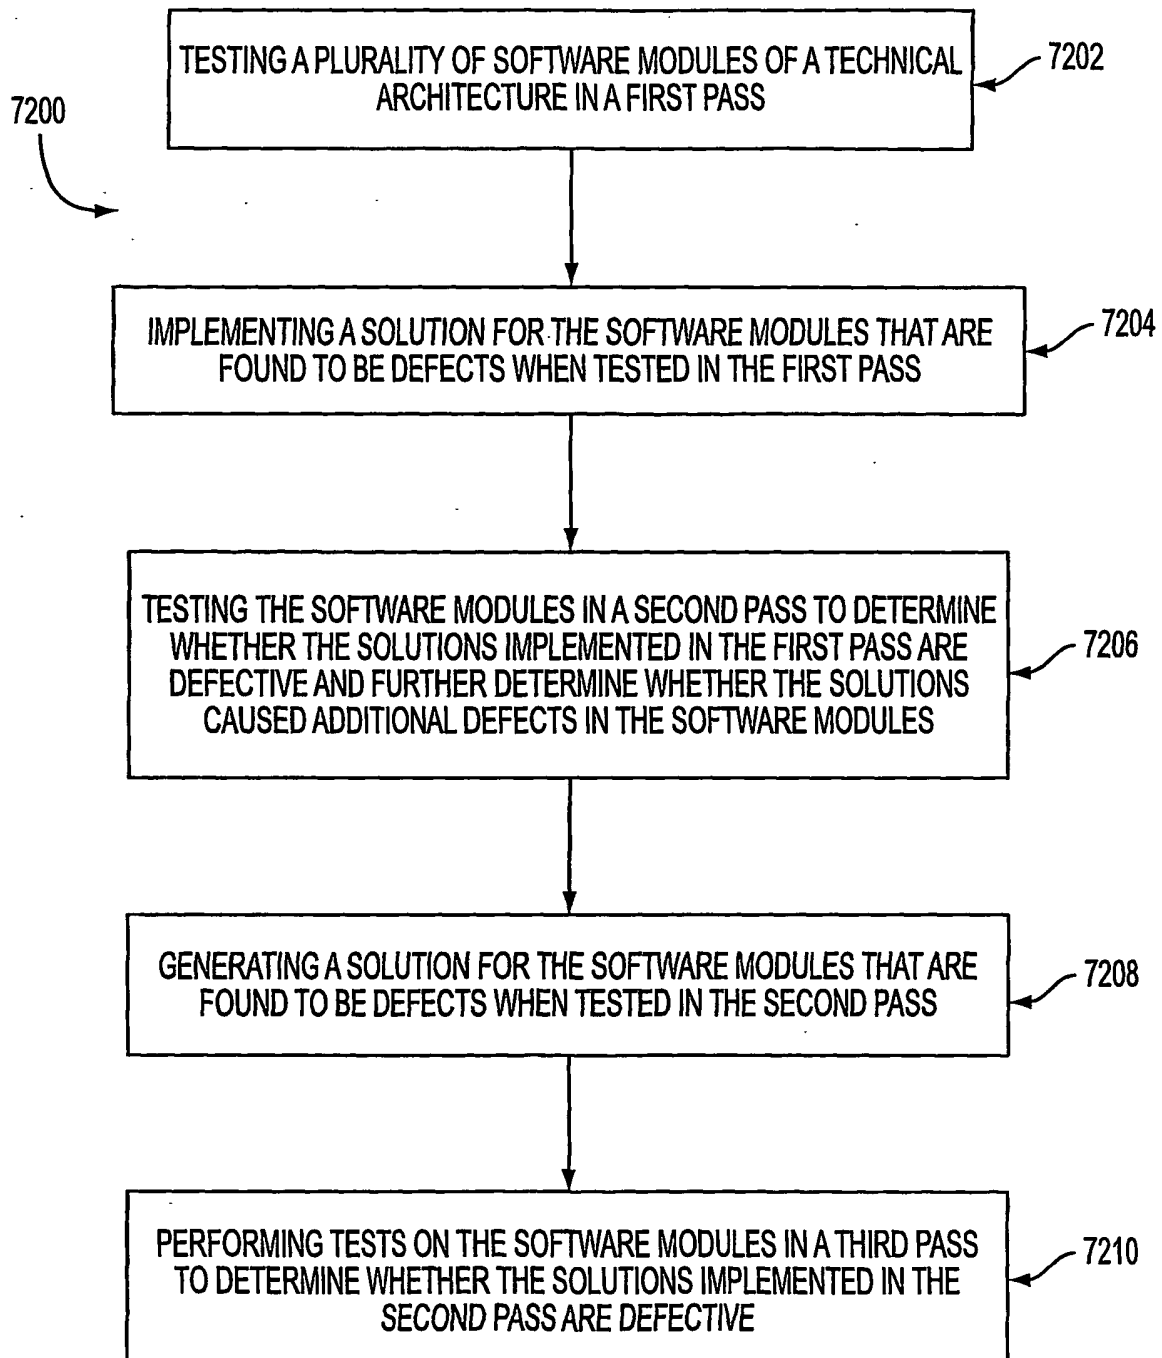 TESTING A PLURALITY OF SOFTWARE MODULES OF A TECHNICAL
ARCHITECTURE IN A FIRST PASS
7202
7200
IMPLEMENTING A SOLUTION FOR THE SOFTWARE MODULES THAT ARE
FOUND TO BE DEFECTS WHEN TESTED IN THE FIRST PASS
7204
TESTING THE SOFTWARE MODULES IN A SECOND PASS TO DETERMINE
WHETHER THE SOLUTIONS IMPLEMENTED IN THE FIRST PASS ARE
DEFECTIVE AND FURTHER DETERMINE WHETHER THE SOLUTIONS
CAUSED ADDITIONAL DEFECTS IN THE SOFTWARE MODULES
7206
GENERATING A SOLUTION FOR THE SOFTWARE MODULES THAT ARE
FOUND TO BE DEFECTS WHEN TESTED IN THE SECOND PASS
7208
PERFORMING TESTS ON THE SOFTWARE MODULES IN A THIRD PASS
TO DETERMINE WHETHER THE SOLUTIONS IMPLEMENTED IN THE
SECOND PASS ARE DEFECTIVE
7210